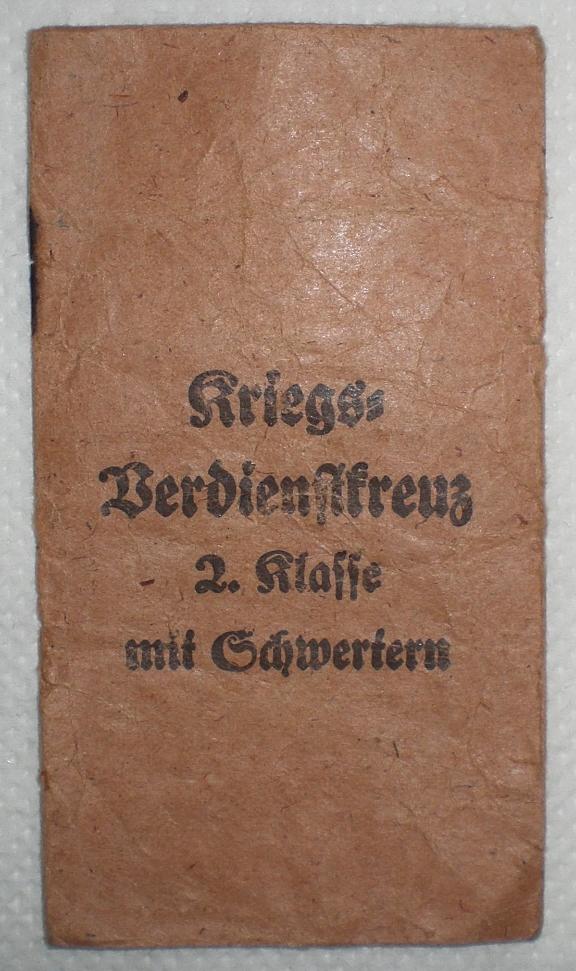 Kriegs-
Verdienstkreuz
2. Klasse
mit Schwertern